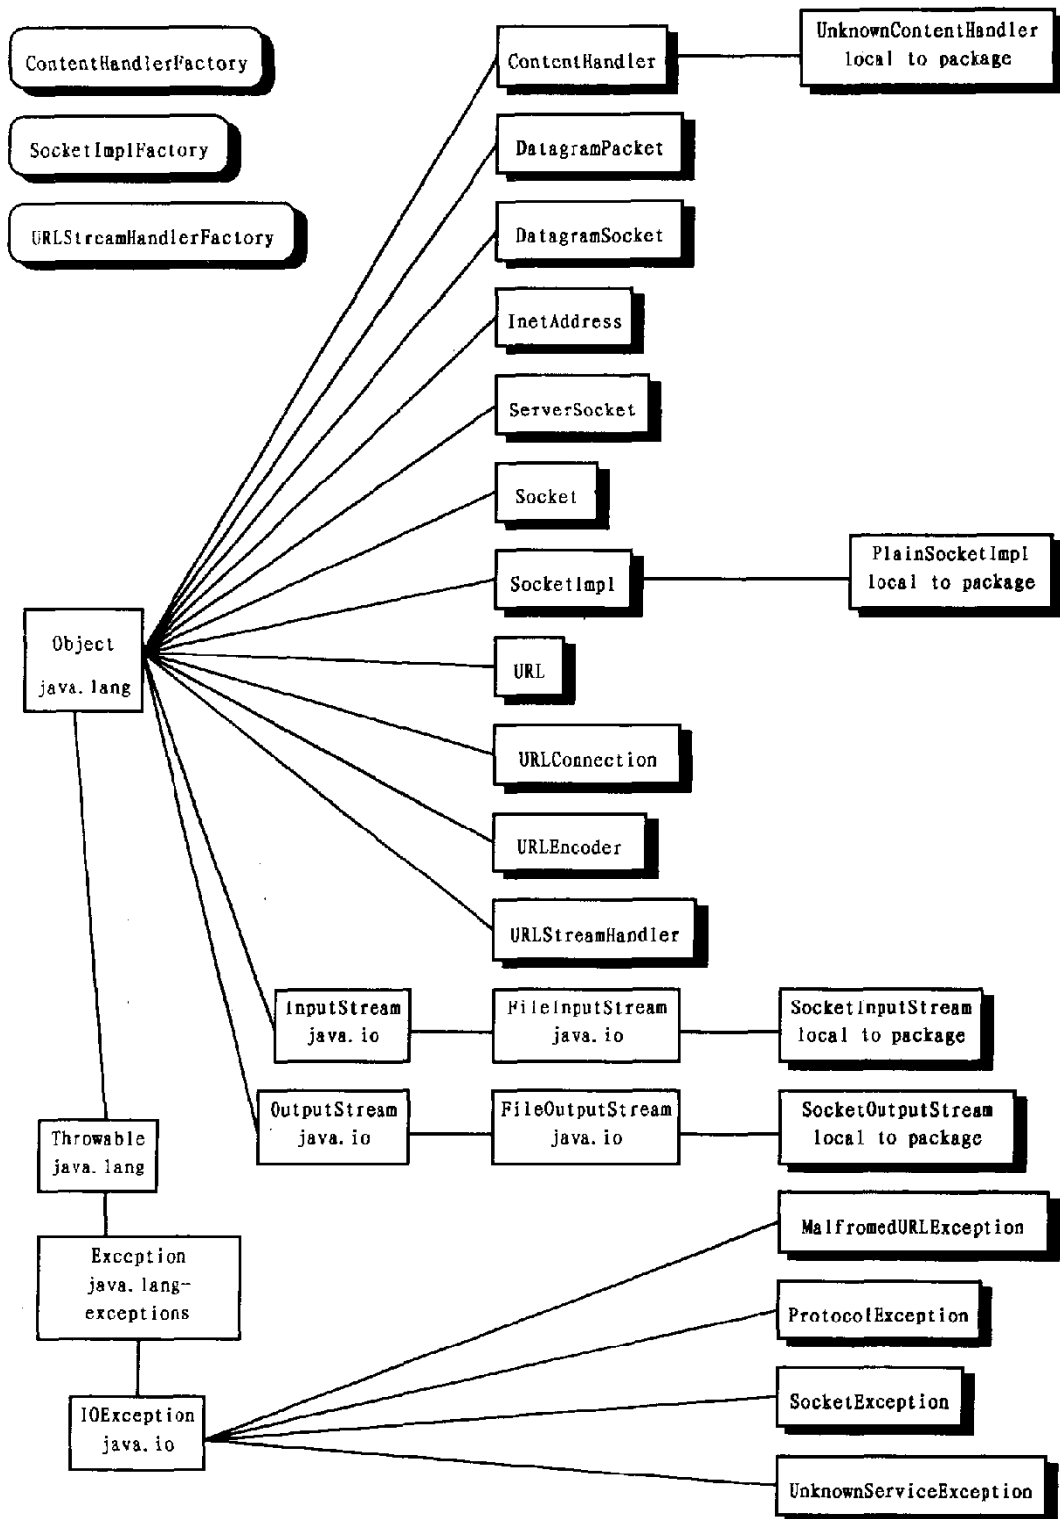 ContentHandlerFactory
SocketImplFactory
URLStreamHandlerFactory
ContentHandler
UnknownContentHandler
local to package
DatagramPacket
DatagramSocket
InetAddress
ServerSocket
Socket
SocketImpl
PlainSocketImpl
local to package
Object
java.lang
URL
URLConnection
URLEncoder
URLStreamHandler
InputStream
java.io
FileInputStream
java.io
SocketInputStream
local to package
OutputStream
java.io
FileOutputStream
java.io
SocketOutputStream
local to package
Throwable
java.lang
Exception
java.lang-
exceptions
IOException
java.io
MalfromedURLException
ProtocolException
SocketException
UnknownServiceException